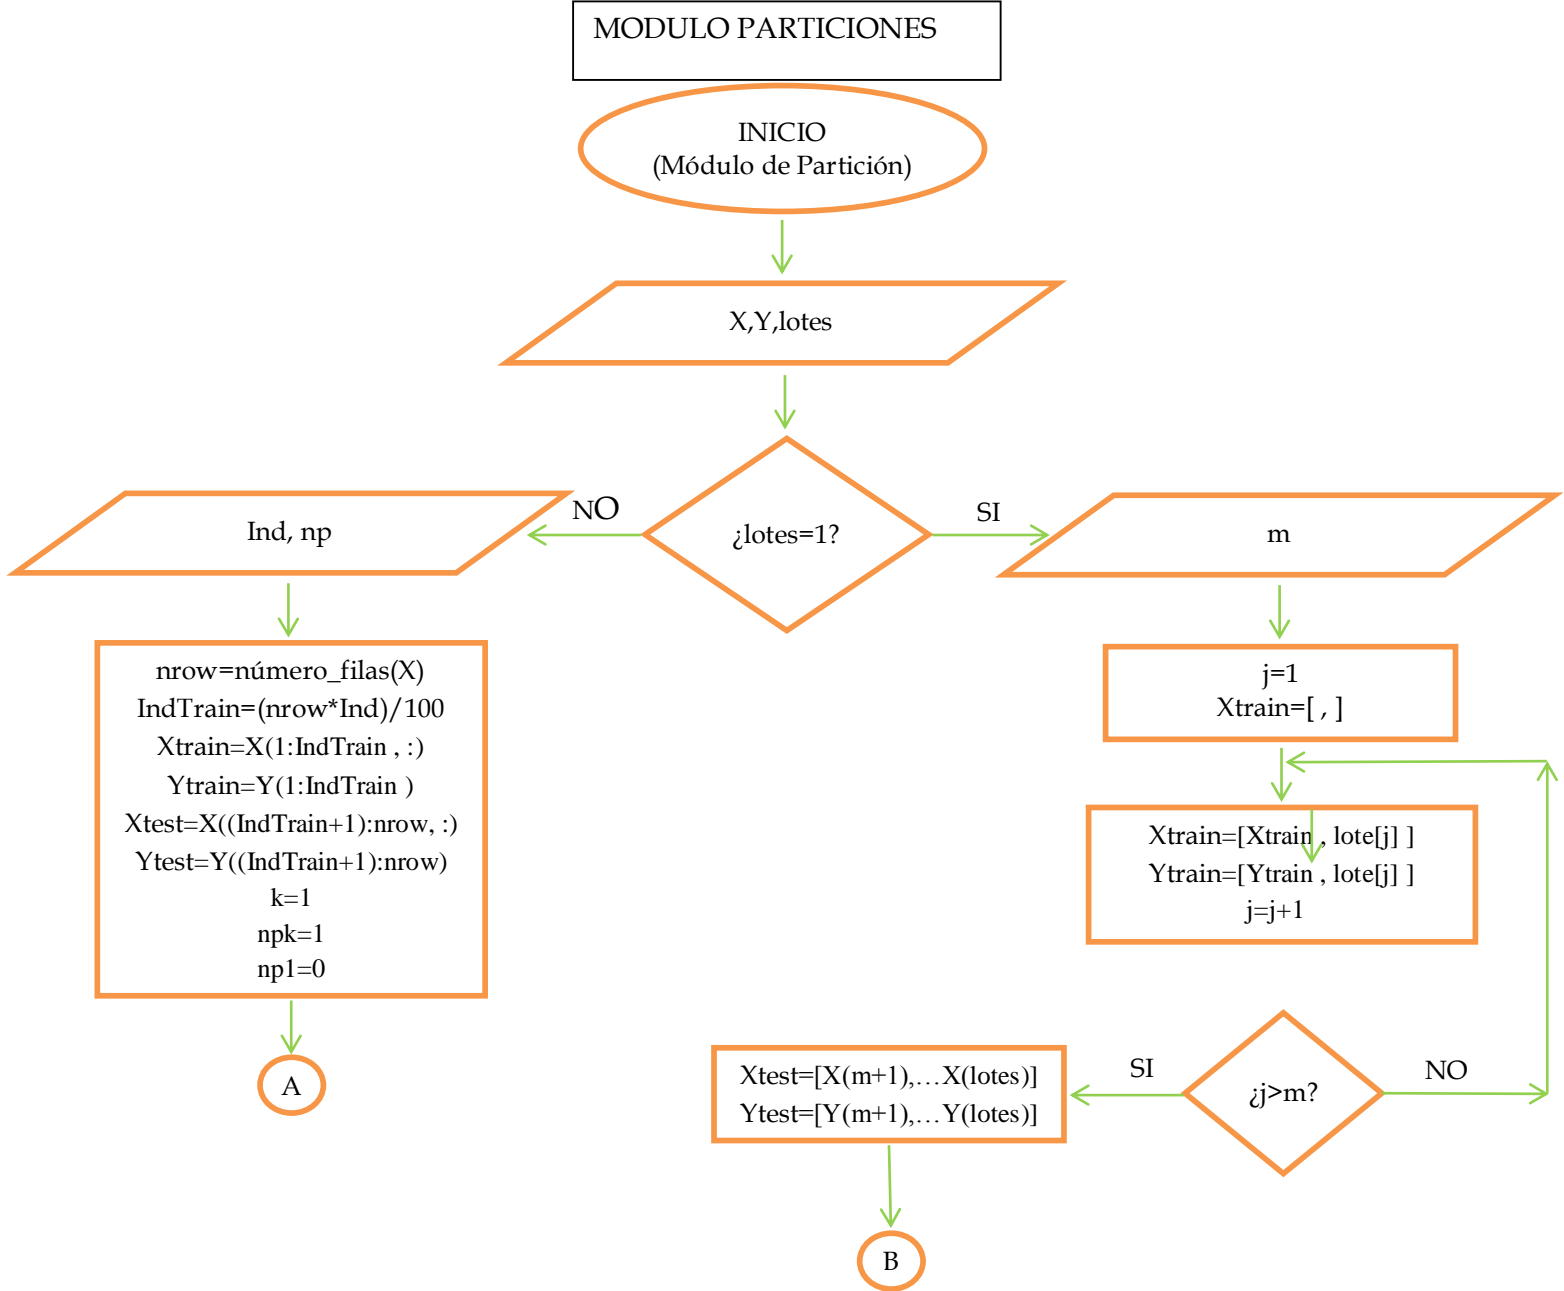 MODULO PARTICIONES
INICIO
(Módulo de Partición)
X,Y,lotes
NO
SI
Ind, np
¿lotes=1?
m
nrow=número_filas(X)
IndTrain=(nrow*Ind)/100
Xtrain=X(1:IndTrain , :)
Ytrain=Y(1:IndTrain )
Xtest=X((IndTrain+1):nrow, :)
Ytest=Y((IndTrain+1):nrow)
k=1
npk=1
np1=0
A
j=1
Xtrain=[ , ]
Xtrain=[Xtrain , lote[j] ]
Ytrain=[Ytrain , lote[j] ]
j=j+1
¿j>m?
SI
NO
Xtest=[X(m+1),…X(lotes)]
Ytest=[Y(m+1),…Y(lotes)]
B